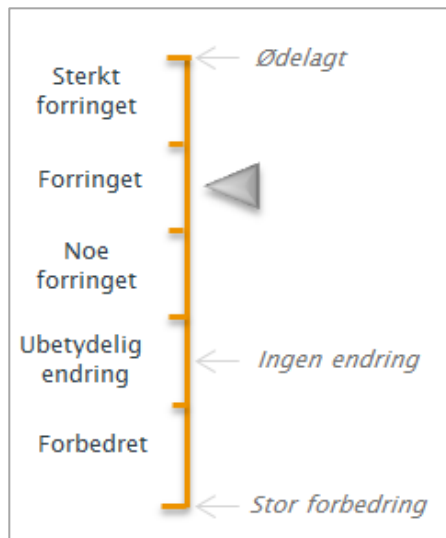 Ødelagt
Sterkt
forringet
Forringet
Noe
forringet
Ubetydelig
endring
Ingen endring
Forbedret
Stor forbedring